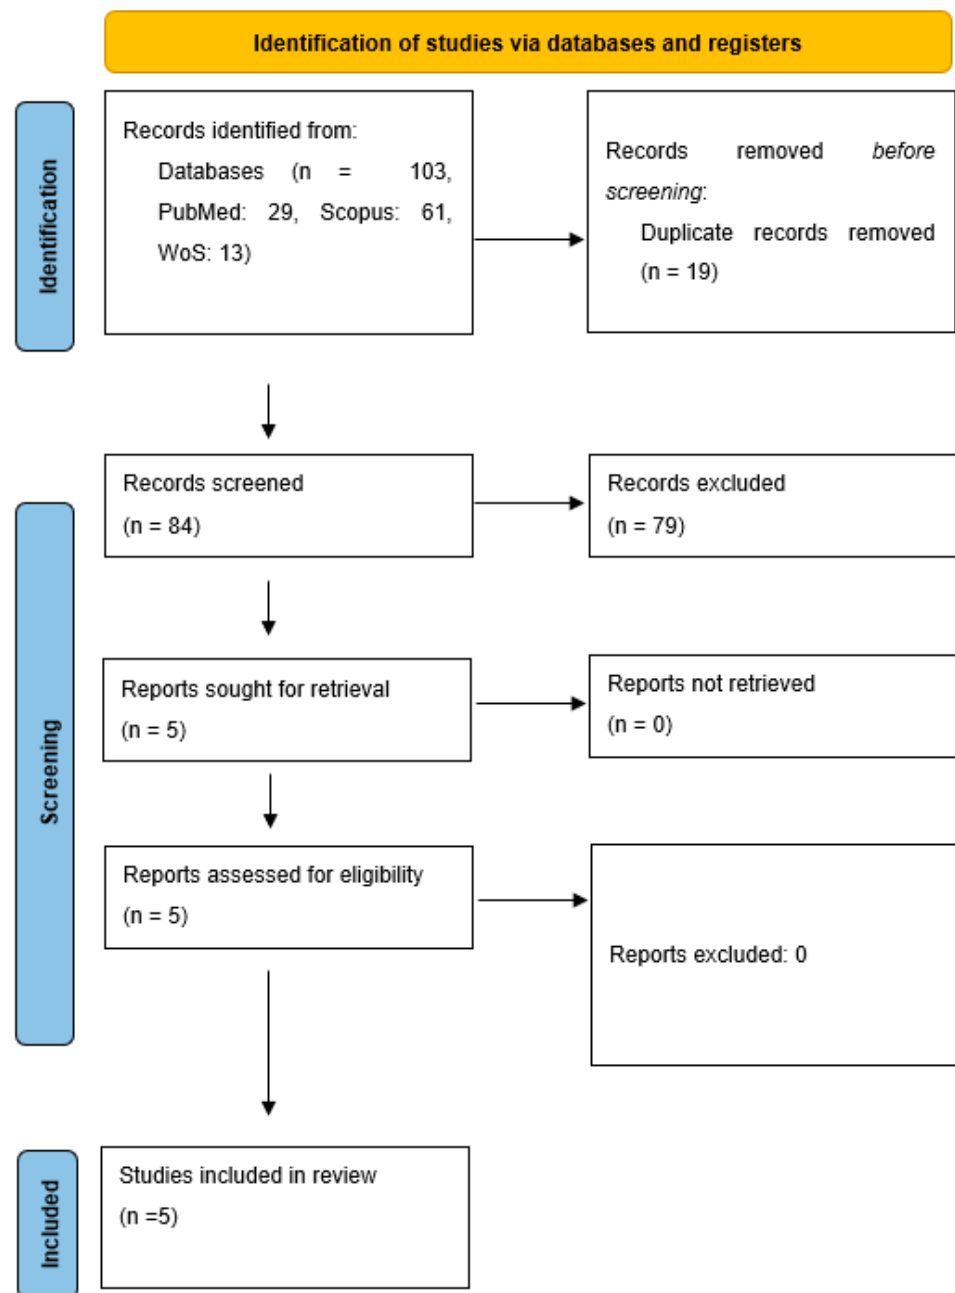 Identification of studies via databases and registers
Identification
Records identified from:
Databases (n = 103,
PubMed: 29, Scopus: 61,
WoS: 13)
Records removed before
screening:
Duplicate records removed
(n = 19)
Screening
Records screened
(n = 84)
Records excluded
(n = 79)
Reports sought for retrieval
(n = 5)
Reports not retrieved
(n = 0)
Reports assessed for eligibility
(n = 5)
Reports excluded: 0
Included
Studies included in review
(n =5)